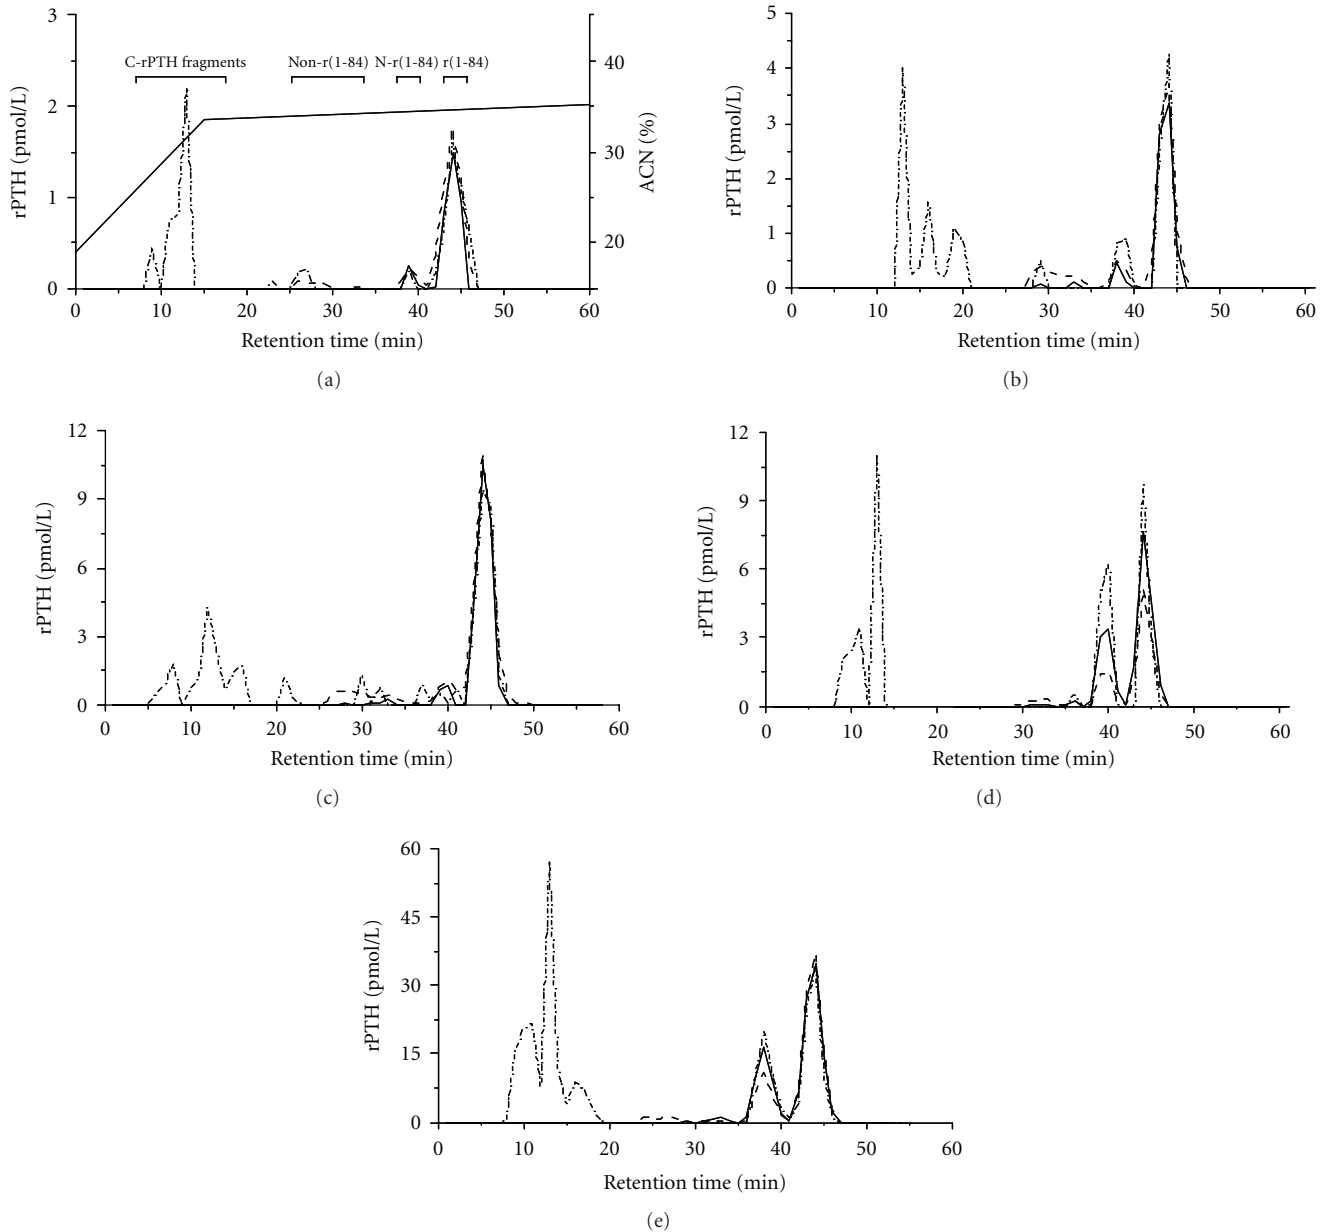 3
2
1
0
rPTH (pmol/L)
C-rPTH fragments
Non-r(1-84)
N-r(1-84)
r(1-84)
40
30
20
ACN (%)
0 10 20 30 40 50 60
Retention time (min)
(a)
5
4
3
2
1
0
rPTH (pmol/L)
0 10 20 30 40 50 60
Retention time (min)
(b)
12
9
6
3
0
rPTH (pmol/L)
0 10 20 30 40 50 60
Retention time (min)
(c)
12
9
6
3
0
rPTH (pmol/L)
0 10 20 30 40 50 60
Retention time (min)
(d)
60
45
30
15
0
rPTH (pmol/L)
0 10 20 30 40 50 60
Retention time (min)
(e)